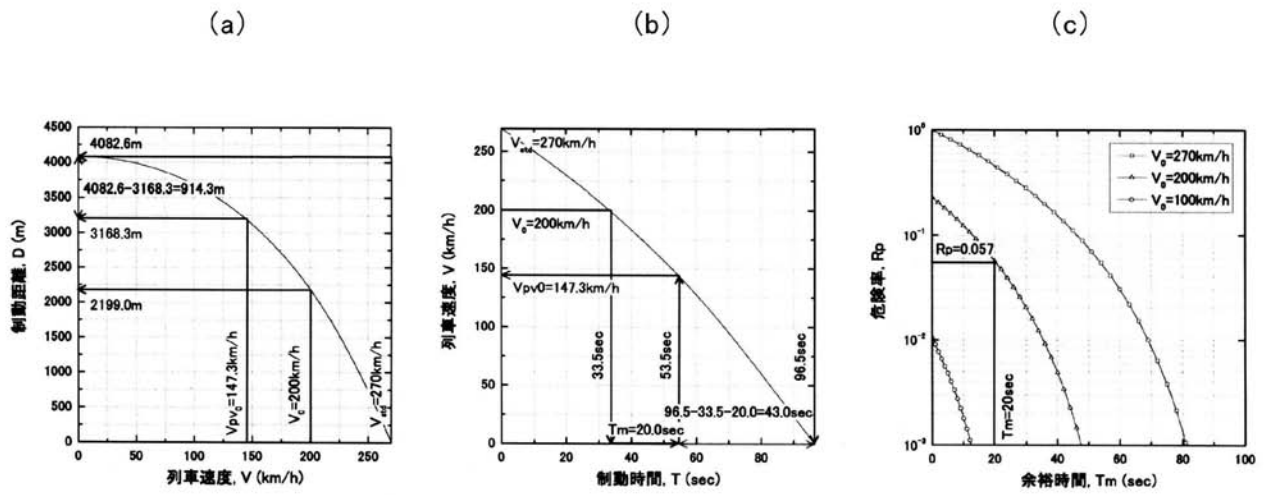 (a)
4500
4000
3500
3000
2500
2000
1500
1000
500
0
制動距離, D (m)
4082.6m
4082.6-3168.3=914.3m
3168.3m
2199.0m
Vpv₀=147.3km/h
V₀=200km/h
Vstd=270km/h
0 50 100 150 200 250
列車速度, V (km/h)
(b)
250
200
150
100
50
0
列車速度, V (km/h)
Vstd=270km/h
V₀=200km/h
Vpv0=147.3km/h
33.5sec
53.5sec
96.5sec
96.5-33.5-20.0=43.0sec
Tm=20.0sec
0 20 40 60 80
制動時間, T (sec)
(c)
10⁰
10⁻¹
10⁻²
10⁻³
危険率, Rp
V₀=270km/h
V₀=200km/h
V₀=100km/h
Rp=0.057
Tm=20sec
0 20 40 60 80 100
余裕時間, Tm (sec)